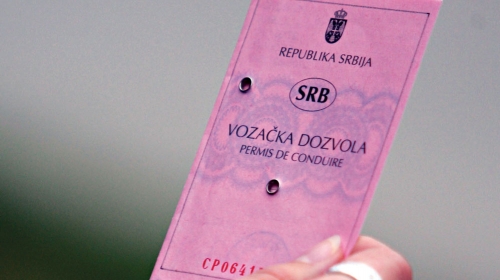 REPUBLIKA SRBIJA
SRB
VOZAČKA DOZVOLA
PERMIS DE CONDUIRE